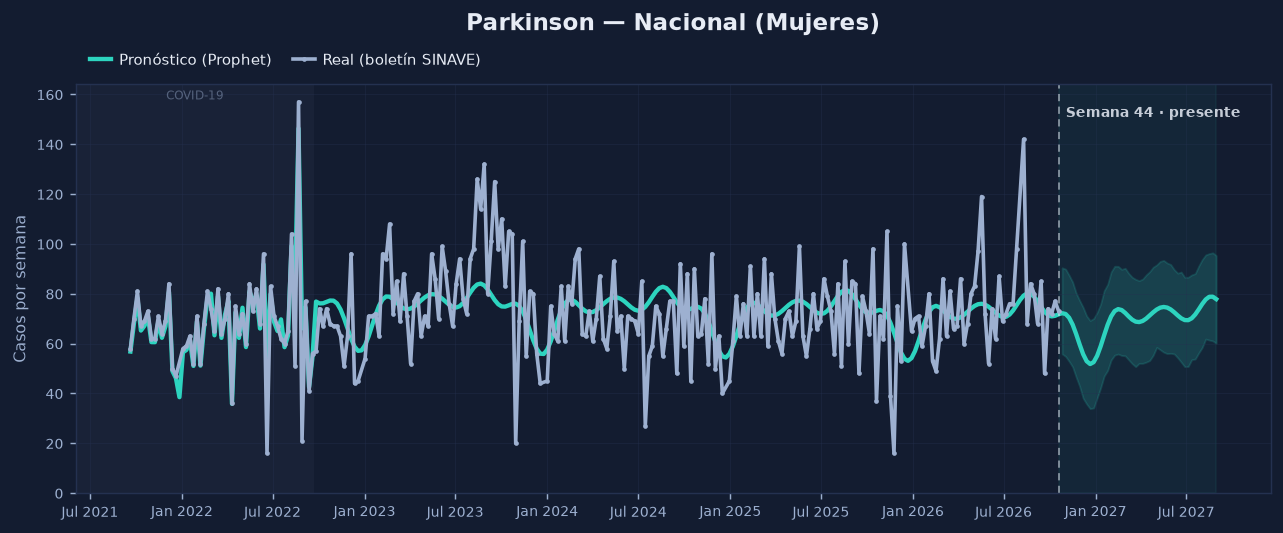 Parkinson — Nacional (Mujeres)
Pronóstico (Prophet)
Real (boletín SINAVE)
COVID-19
Semana 44 · presente
Casos por semana
160
140
120
100
80
60
40
20
0
Jul 2021
Jan 2022
Jul 2022
Jan 2023
Jul 2023
Jan 2024
Jul 2024
Jan 2025
Jul 2025
Jan 2026
Jul 2026
Jan 2027
Jul 2027